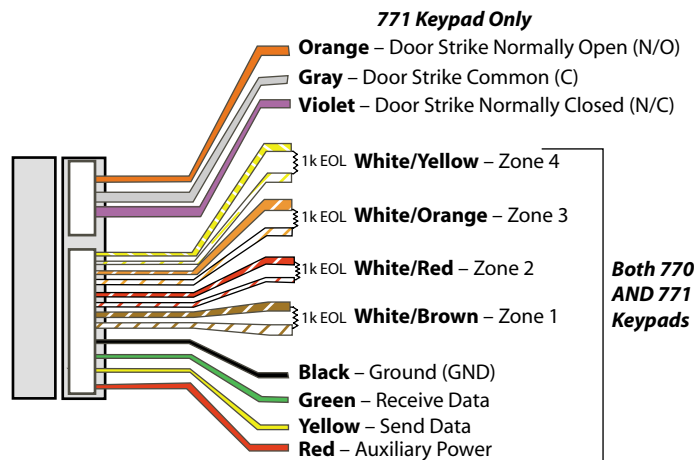 771 Keypad Only
Orange – Door Strike Normally Open (N/O)
Gray – Door Strike Common (C)
Violet – Door Strike Normally Closed (N/C)
1k EOL White/Yellow – Zone 4
1k EOL White/Orange – Zone 3
1k EOL White/Red – Zone 2
1k EOL White/Brown – Zone 1
Both 770
AND 771
Keypads
Black – Ground (GND)
Green – Receive Data
Yellow – Send Data
Red – Auxiliary Power